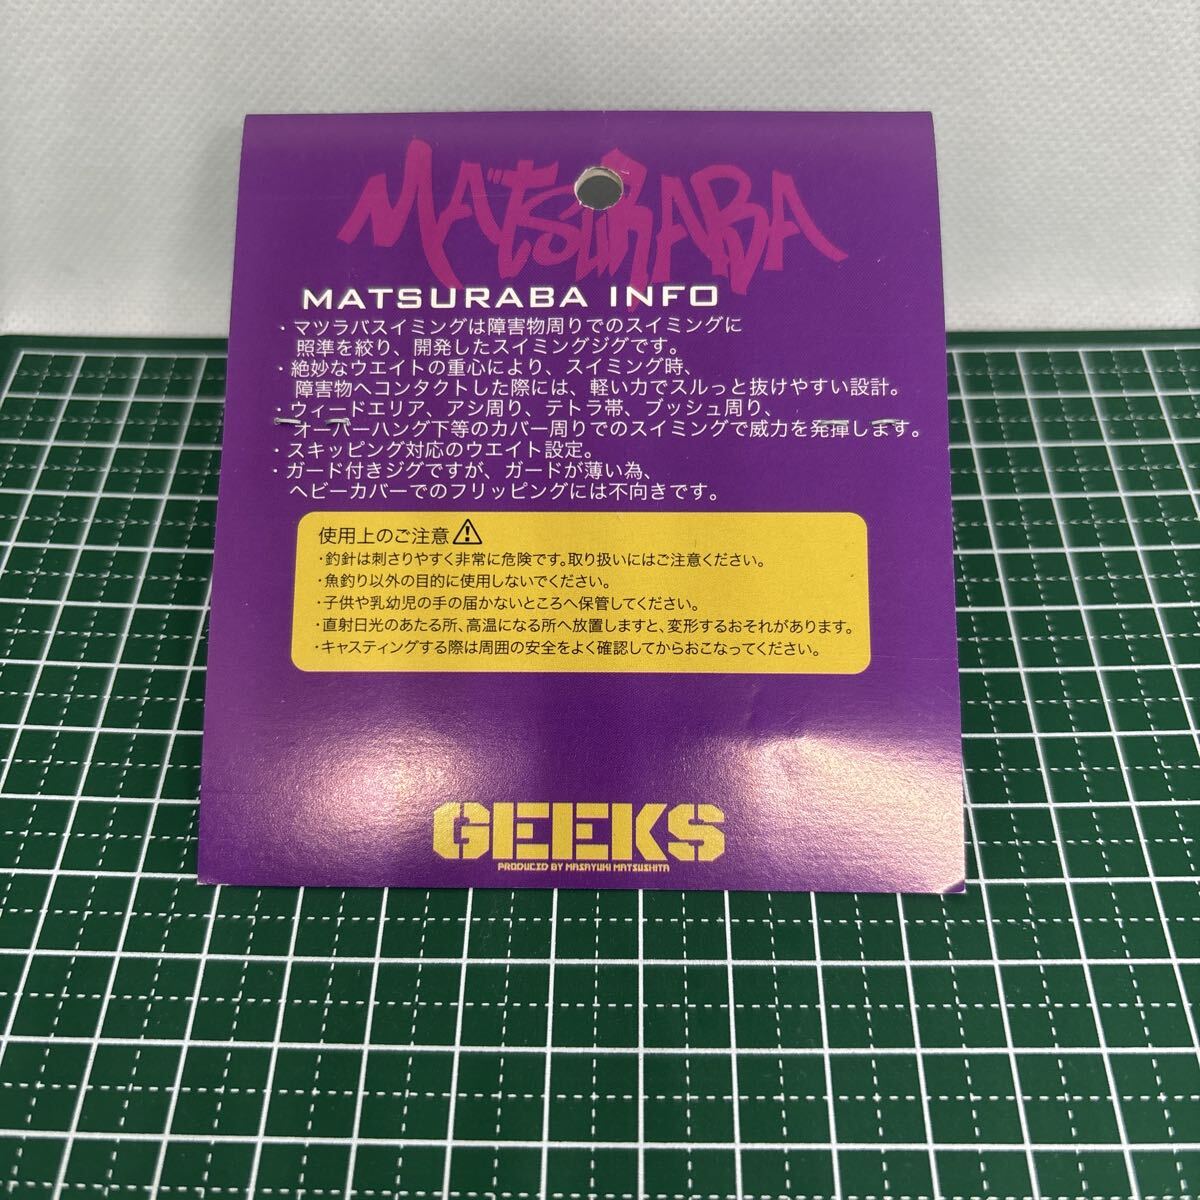 MATSURABA
MATSURABA INFO
・マツラバスイミングは障害物周りでのスイミングに
照準を絞り、開発したスイミングジグです。
・絶妙なウエイトの重心により、スイミング時、
障害物へコンタクトした際には、軽い力でスルっと抜けやすい設計。
・ウィードエリア、アシ周り、テトラ帯、ブッシュ周り、
オーバーハング下等のカバー周りでのスイミングで威力を発揮します。
・スキッピング対応のウエイト設定。
・ガード付きジグですが、ガードが薄い為、
ヘビーカバーでのフリッピングには不向きです。
使用上のご注意
・釣針は刺さりやすく非常に危険です。取り扱いにはご注意ください。
・魚釣り以外の目的に使用しないでください。
・子供や乳幼児の手の届かないところへ保管してください。
・直射日光のあたる所、高温になる所へ放置しますと、変形するおそれがあります。
・キャスティングする際は周囲の安全をよく確認してからおこなってください。
GEEKS
PRODUCED BY MASAYUKI MATSUSHITA